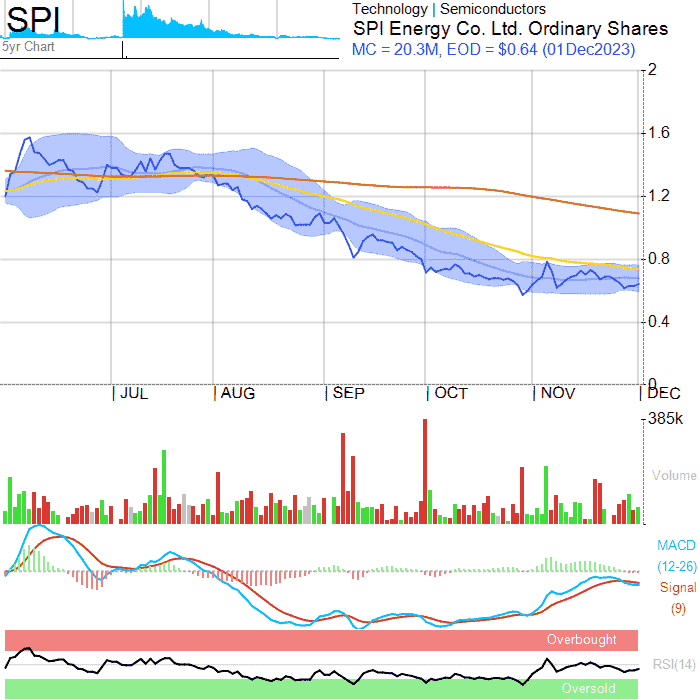 SPI
5yr Chart
Technology | Semiconductors
SPI Energy Co. Ltd. Ordinary Shares
MC = 20.3M, EOD = $0.64 (01Dec2023)
2
1.6
1.2
0.8
0.4
0
JUL AUG SEP OCT NOV DEC
385k
Volume
MACD
(12-26)
Signal
(9)
Overbought
RSI(14)
Oversold